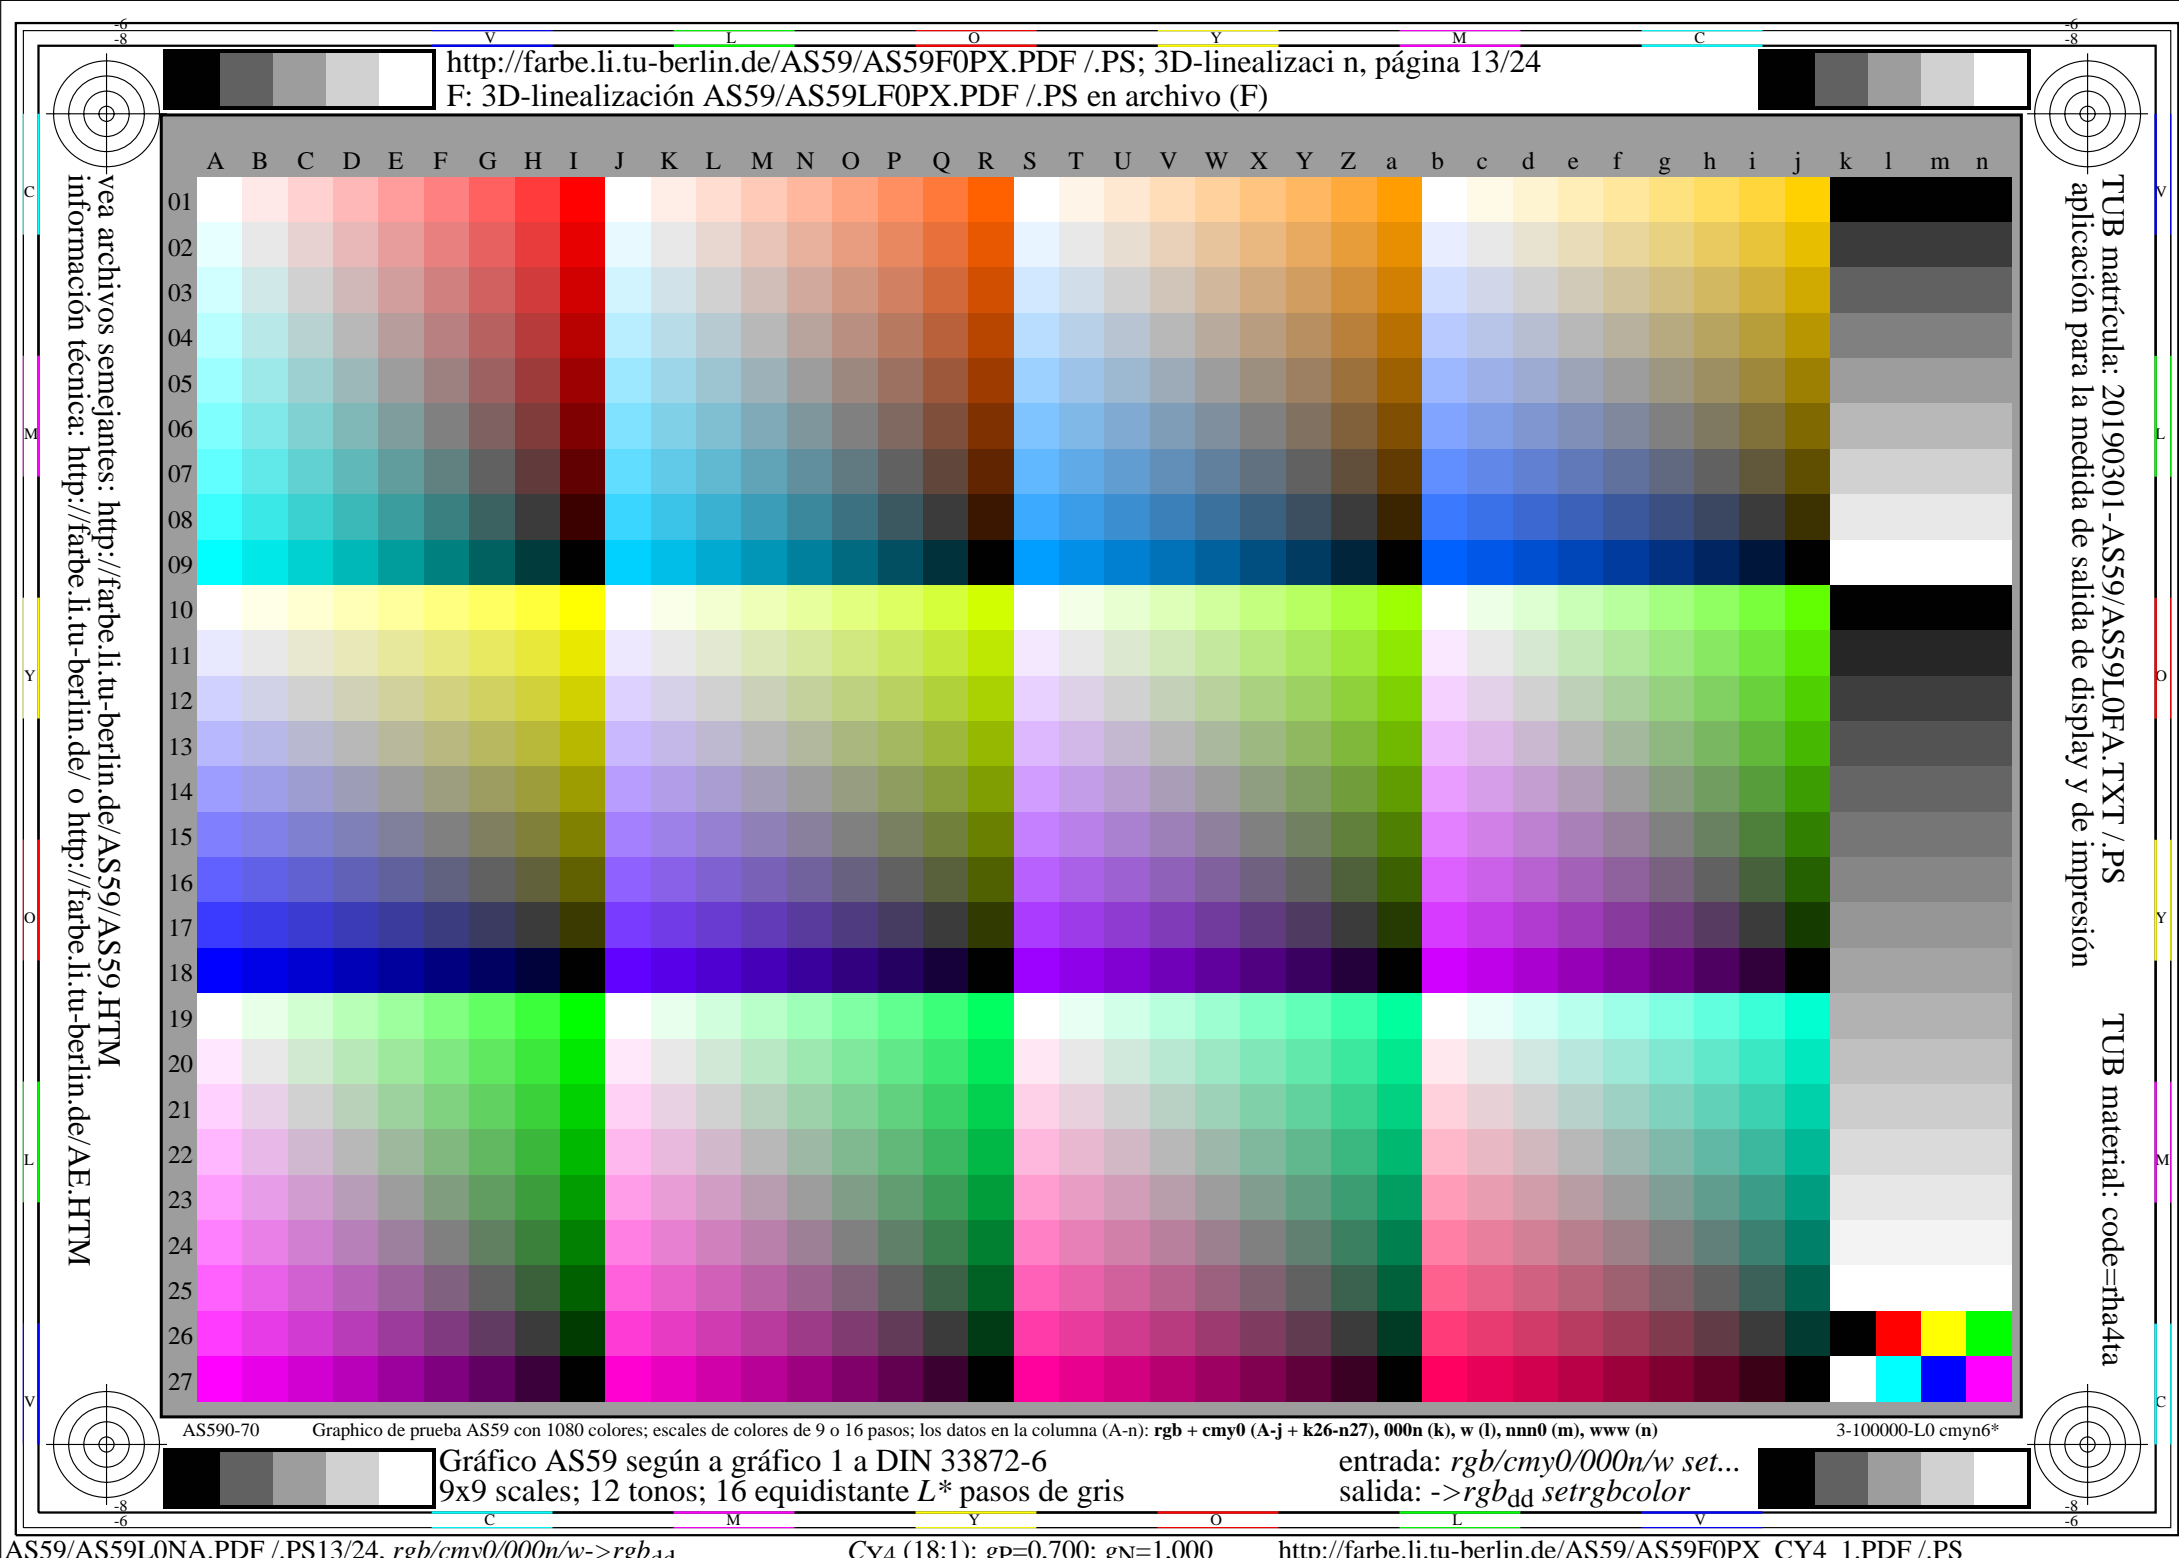 -6
-8
V L O Y M C
-6
-8
http://farbe.li.tu-berlin.de/AS59/AS59F0PX.PDF /.PS; 3D-linealizaci n, página 13/24
F: 3D-linealización AS59/AS59LF0PX.PDF /.PS en archivo (F)
A B C D E F G H I J K L M N O P Q R S T U V W X Y Z a b c d e f g h i j k l m n
01
02
03
04
05
06
07
08
09
10
11
12
13
14
15
16
17
18
19
20
21
22
23
24
25
26
27
C
M
Y
O
L
V
vea archivos semejantes: http://farbe.li.tu-berlin.de/AS59/AS59.HTM
información técnica: http://farbe.li.tu-berlin.de/ o http://farbe.li.tu-berlin.de/AE.HTM
TUB matrícula: 20190301-AS59/AS59L0FA.TXT /.PS TUB material: code=rha4ta
aplicación para la medida de salida de display y de impresión
V
L
O
Y
M
C
AS590-70 Graphico de prueba AS59 con 1080 colores; escales de colores de 9 o 16 pasos; los datos en la columna (A-n): rgb + cmy0 (A-j + k26-n27), 000n (k), w (l), nnn0 (m), www (n) 3-100000-L0 cmyn6*
Gráfico AS59 según a gráfico 1 a DIN 33872-6
9x9 scales; 12 tonos; 16 equidistante L* pasos de gris
entrada: rgb/cmy0/000n/w set...
salida: ->rgbdd setrgbcolor
-8
-6
C M Y O L V
-8
-6
AS59/AS59L0NA.PDF /.PS13/24, rgb/cmy0/000n/w->rgbdd CY4 (18:1): gP=0.700; gN=1.000 http://farbe.li.tu-berlin.de/AS59/AS59F0PX_CY4_1.PDF /.PS